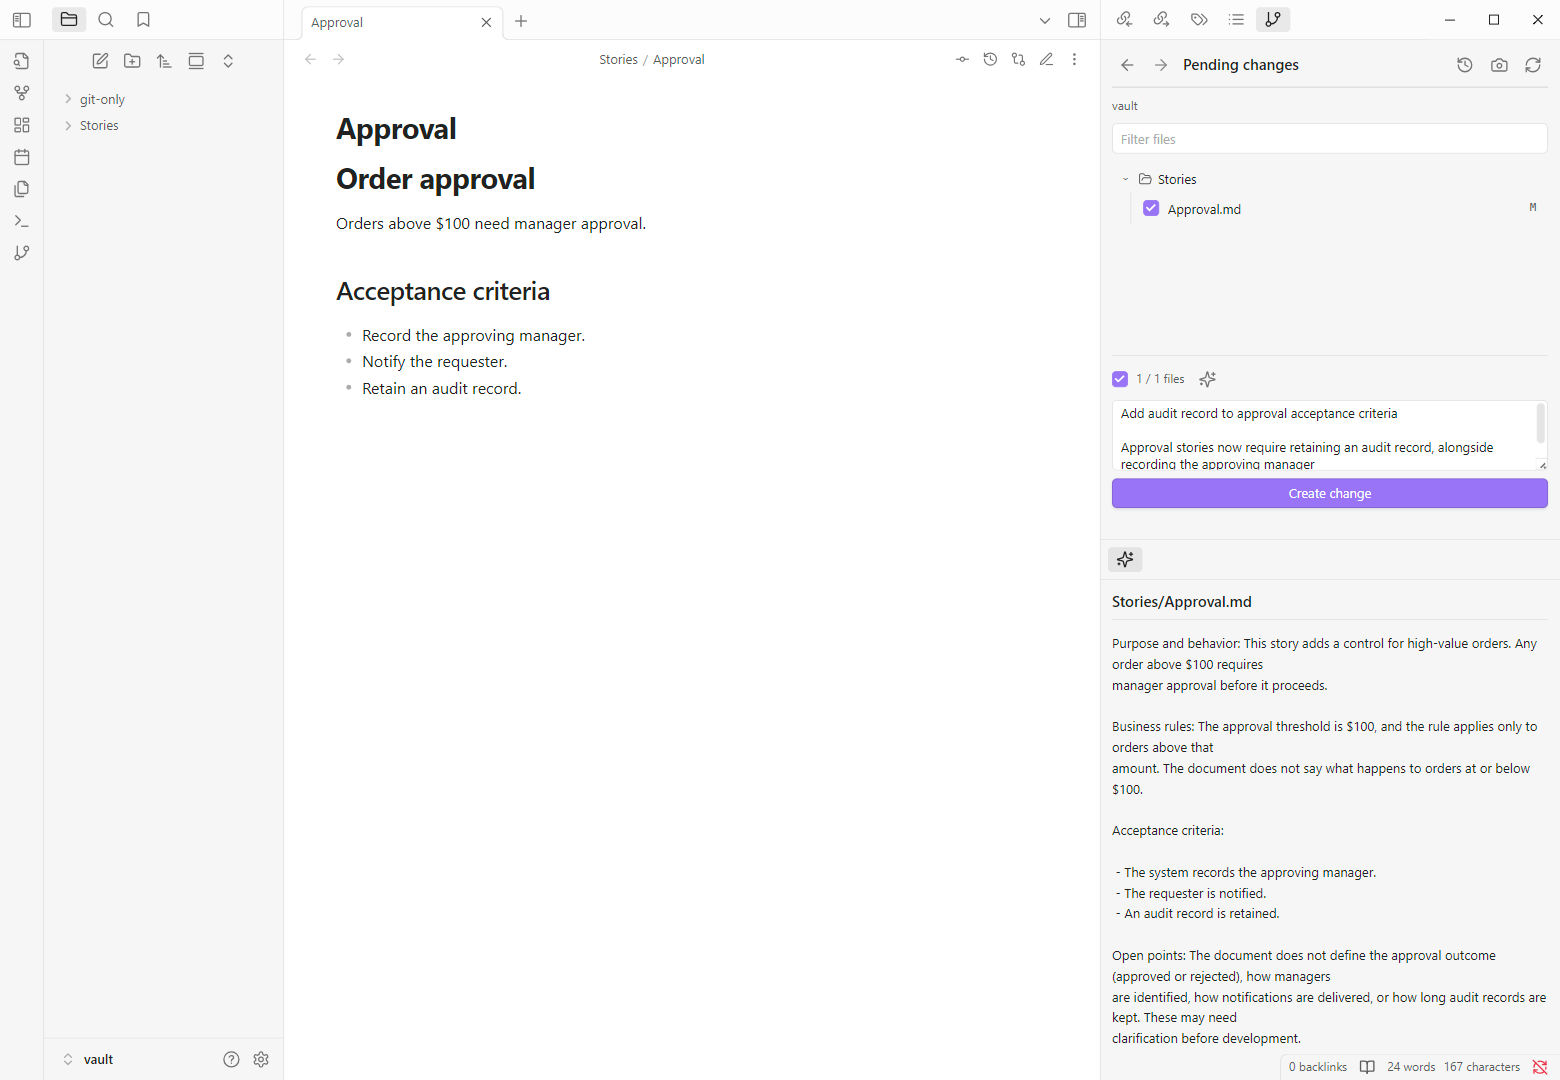 Approval
Stories / Approval
git-only
Stories
Approval
Order approval
Orders above $100 need manager approval.
Acceptance criteria
Record the approving manager.
Notify the requester.
Retain an audit record.
vault
Pending changes
vault
Filter files
Stories
Approval.md M
1 / 1 files
Add audit record to approval acceptance criteria
Approval stories now require retaining an audit record, alongside
recording the approving manager
Create change
Stories/Approval.md
Purpose and behavior: This story adds a control for high-value orders. Any
order above $100 requires
manager approval before it proceeds.
Business rules: The approval threshold is $100, and the rule applies only to
orders above that
amount. The document does not say what happens to orders at or below
$100.
Acceptance criteria:
- The system records the approving manager.
- The requester is notified.
- An audit record is retained.
Open points: The document does not define the approval outcome
(approved or rejected), how managers
are identified, how notifications are delivered, or how long audit records are
kept. These may need
clarification before development.
0 backlinks 24 words 167 characters